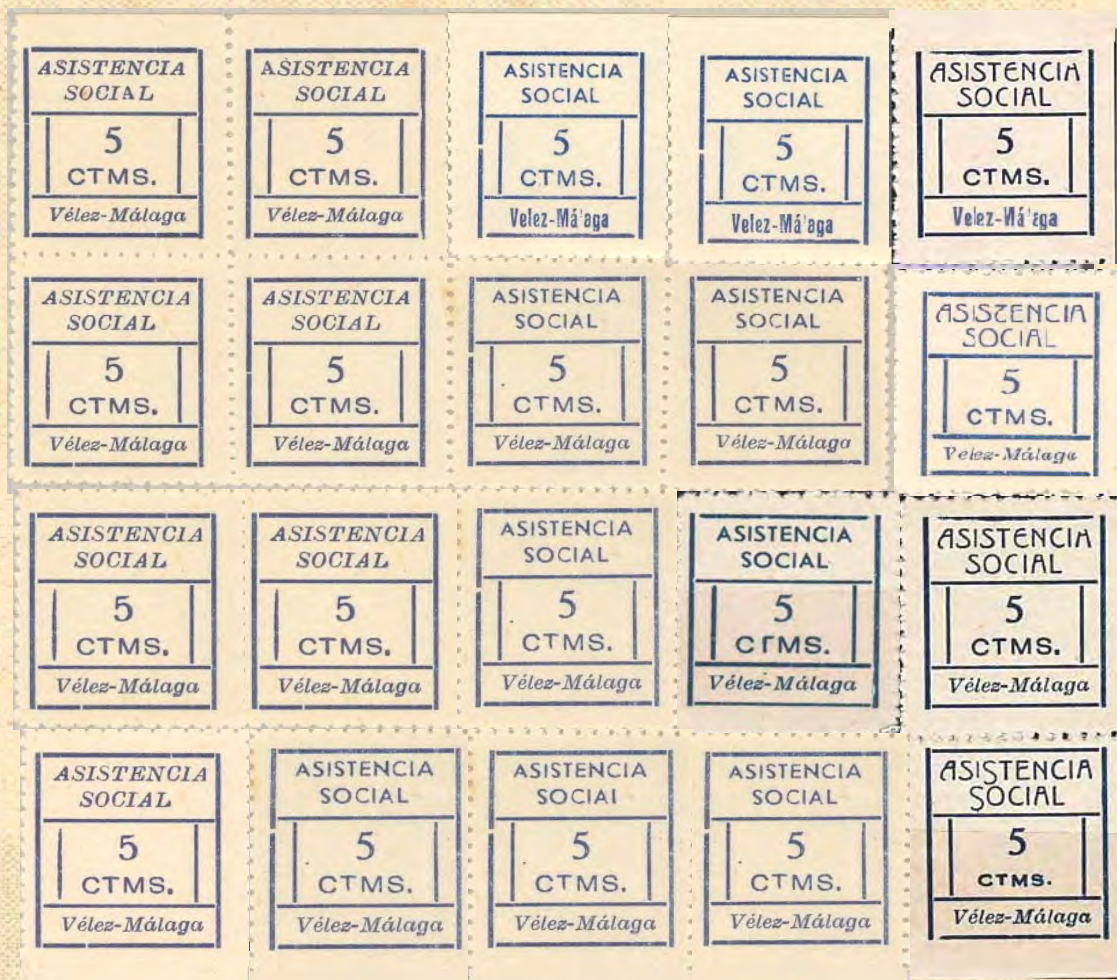 ASISTENCIA
SOCIAL
5
CTMS.
Vélez-Málaga
ASISTENCIA
SOCIAL
5
CTMS.
Vélez-Málaga
ASISTENCIA
SOCIAL
5
CTMS.
Velez-Má'aga
ASISTENCIA
SOCIAL
5
CTMS.
Velez-Má'aga
ASISTENCIA
SOCIAL
5
CTMS.
Velez-Má'aga
ASISTENCIA
SOCIAL
5
CTMS.
Vélez-Málaga
ASISTENCIA
SOCIAL
5
CTMS.
Vélez-Málaga
ASISTENCIA
SOCIAL
5
CTMS.
Vélez-Málaga
ASISTENCIA
SOCIAL
5
CTMS.
Vélez-Málaga
ASISTENCIA
SOCIAL
5
CTMS.
Velez-Málaga
ASISTENCIA
SOCIAL
5
CTMS.
Vélez-Málaga
ASISTENCIA
SOCIAL
5
CTMS.
Vélez-Málaga
ASISTENCIA
SOCIAL
5
CTMS.
Vélez-Málaga
ASISTENCIA
SOCIAL
5
CTMS.
Vélez-Málaga
ASISTENCIA
SOCIAL
5
CTMS.
Vélez-Málaga
ASISTENCIA
SOCIAL
5
CTMS.
Vélez-Málaga
ASISTENCIA
SOCIAL
5
CTMS.
Vélez-Málaga
ASISTENCIA
SOCIAl
5
CTMS.
Vélez-Málaga
ASISTENCIA
SOCIAL
5
CTMS.
Vélez-Málaga
ASISTENCIA
SOCIAL
5
CTMS.
Vélez-Málaga